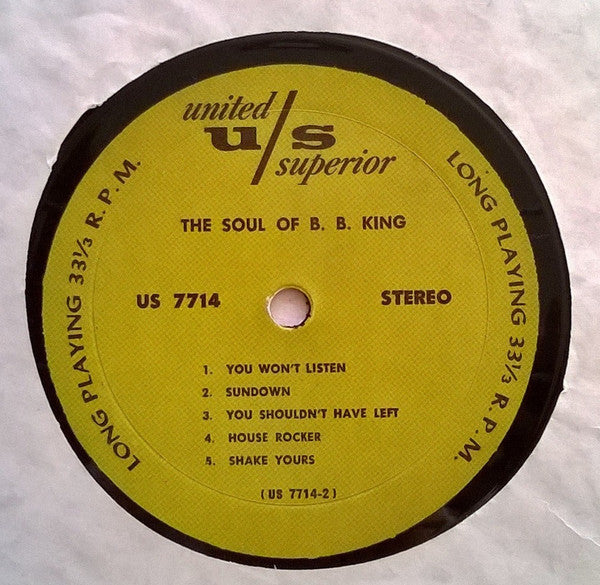 united
u/s
superior
THE SOUL OF B. B. KING
US 7714
STEREO
1. YOU WON'T LISTEN
2. SUNDOWN
3. YOU SHOULDN'T HAVE LEFT
4. HOUSE ROCKER
5. SHAKE YOURS
(US 7714-2)
LONG PLAYING 33⅓ R.P.M.
LONG PLAYING 33⅓ R.P.M.